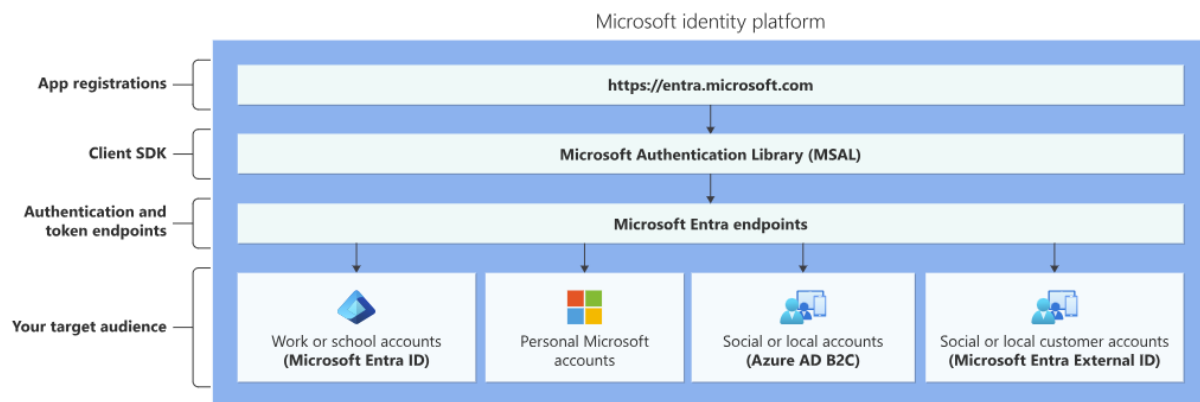 Microsoft identity platform
App registrations
https://entra.microsoft.com
Client SDK
Microsoft Authentication Library (MSAL)
Authentication and
token endpoints
Microsoft Entra endpoints
Your target audience
Work or school accounts
(Microsoft Entra ID)
Personal Microsoft
accounts
Social or local accounts
(Azure AD B2C)
Social or local customer accounts
(Microsoft Entra External ID)